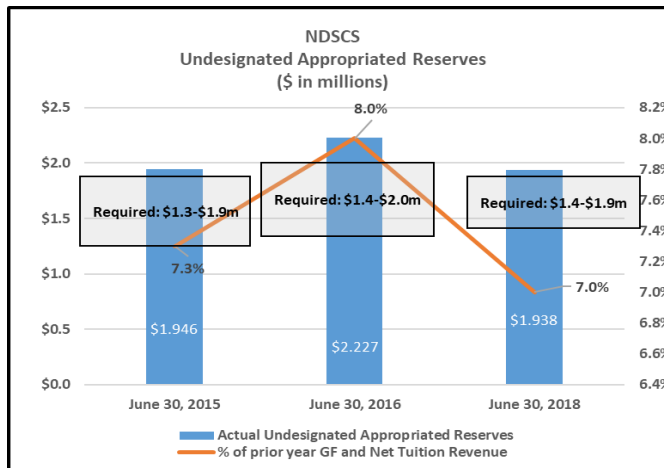 NDSCS
Undesignated Appropriated Reserves
($ in millions)
$2.5
$2.0
$1.5
$1.0
$0.5
$0.0
8.2%
8.0%
7.8%
7.6%
7.4%
7.2%
7.0%
6.8%
6.6%
6.4%
8.0%
7.3%
7.0%
Required: $1.3-$1.9m
Required: $1.4-$2.0m
Required: $1.4-$1.9m
$1.946
$2.227
$1.938
June 30, 2015
June 30, 2016
June 30, 2018
Actual Undesignated Appropriated Reserves
% of prior year GF and Net Tuition Revenue